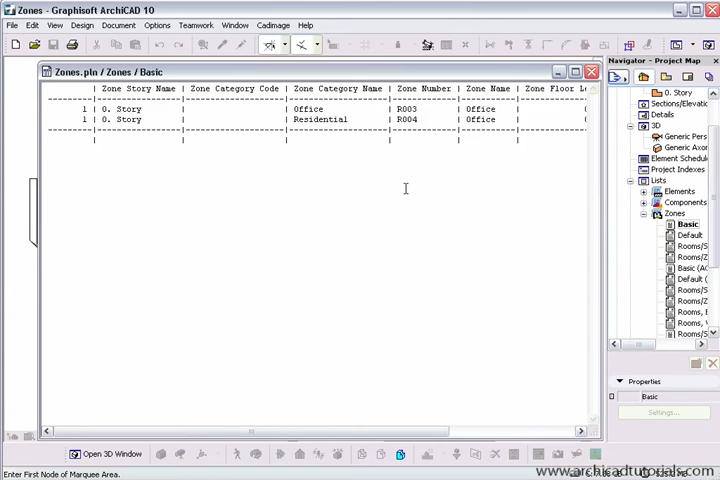 Zones - Graphisoft ArchiCAD 10
File Edit View Design Document Options Teamwork Window Cadimage Help
Zones.pln / Zones / Basic
| Zone Story Name | Zone Category Code | Zone Category Name | Zone Number | Zone Name | Zone Floor Le
1 | 0. Story | | Office | R003 | Office |
1 | 0. Story | | Residential | R004 | Office |
Navigator - Project Map
0. Story
Sections/Elevatio
Details
3D
Generic Pers
Generic Axon
Element Schedul
Project Indexes
Lists
Elements
Components
Zones
Basic
Default
Rooms/S
Rooms/Z
Basic (AC
Default (
Rooms/S
Rooms/Z
Rooms, E
Rooms, 
Rooms/S
Properties
Basic
Settings...
Open 3D Window
Enter First Node of Marquee Area.
www.archicadtutorials.com